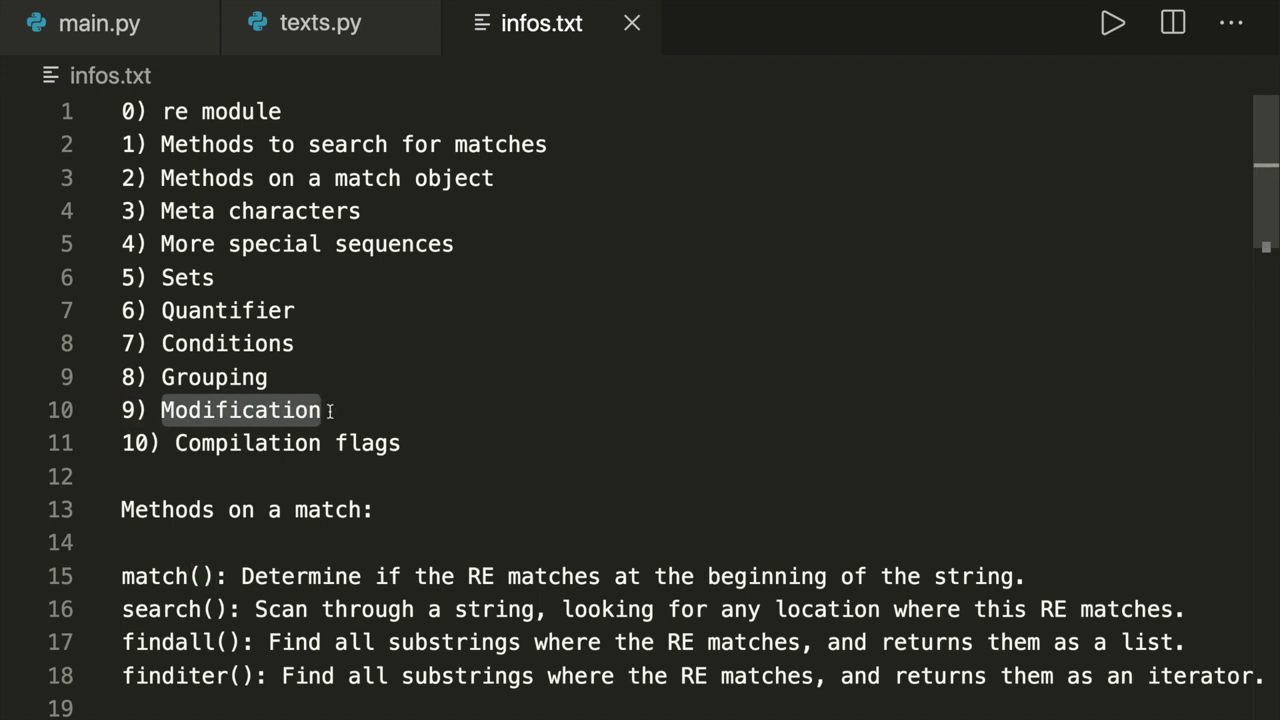 main.py texts.py infos.txt
infos.txt
1 0) re module
2 1) Methods to search for matches
3 2) Methods on a match object
4 3) Meta characters
5 4) More special sequences
6 5) Sets
7 6) Quantifier
8 7) Conditions
9 8) Grouping
10 9) Modification
11 10) Compilation flags
12
13 Methods on a match:
14
15 match(): Determine if the RE matches at the beginning of the string.
16 search(): Scan through a string, looking for any location where this RE matches.
17 findall(): Find all substrings where the RE matches, and returns them as a list.
18 finditer(): Find all substrings where the RE matches, and returns them as an iterator.
19